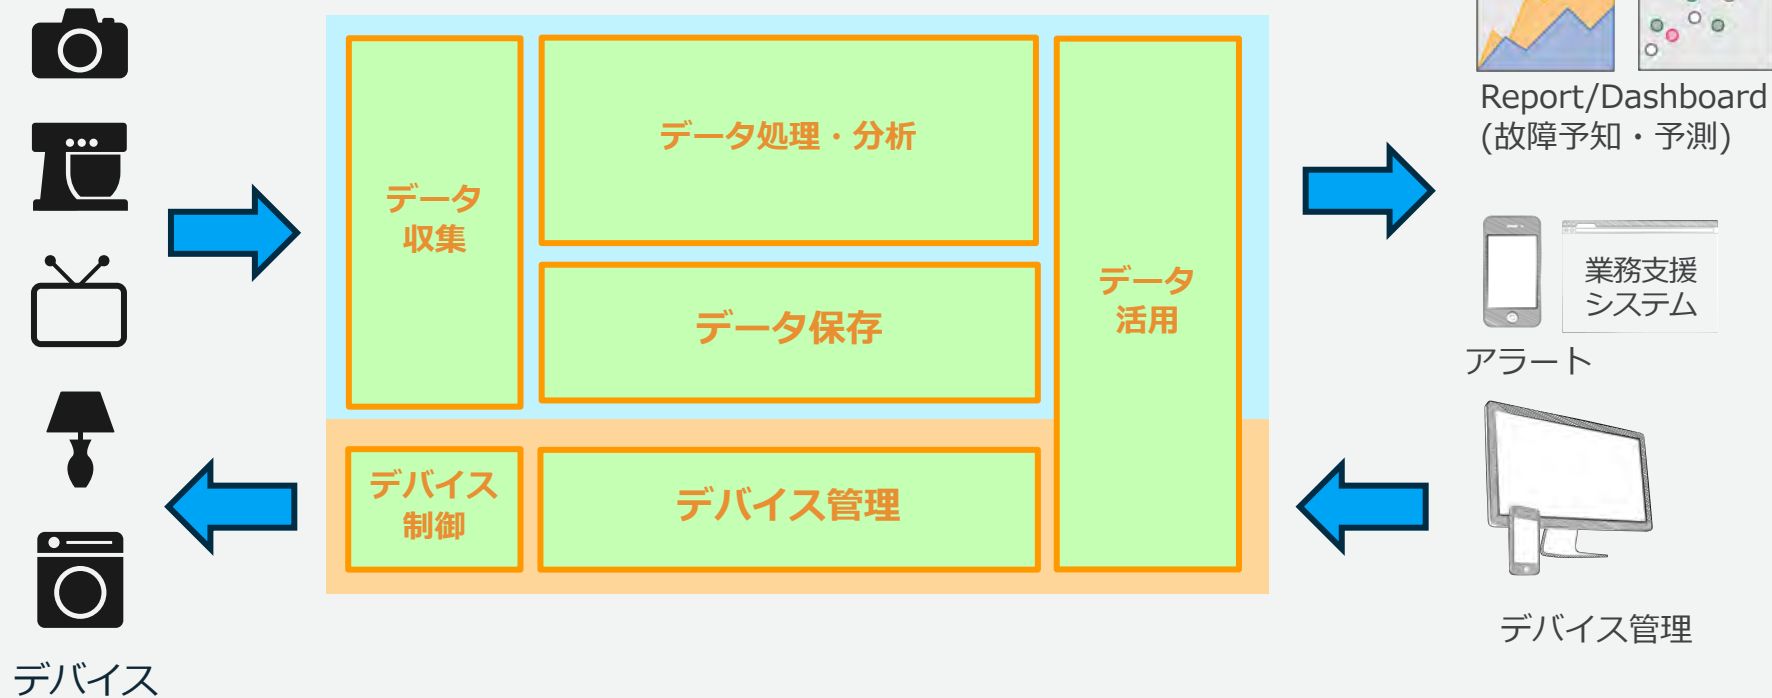 データ
収集
データ処理・分析
データ保存
データ
活用
デバイス
制御
デバイス管理
デバイス
Report/Dashboard
(故障予知・予測)
業務支援
システム
アラート
デバイス管理